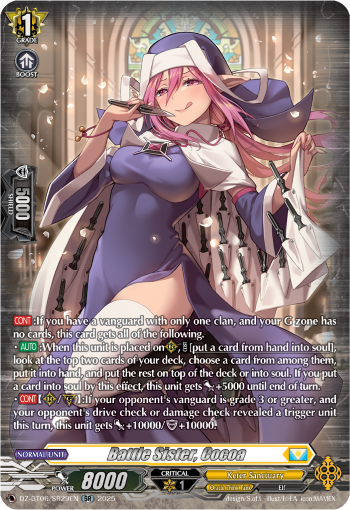 1
GRADE
BOOST
5000
SHIELD
CONT:If you have a vanguard with only one clan, and your G zone has no cards, this card gets all of the following.
・AUTO:When this unit is placed on, [put a card from hand into soul], look at the top two cards of your deck, choose a card from among them, put it into hand, and put the rest on top of the deck or into soul. If you put a card into soul by this effect, this unit gets +5000 until end of turn.
・CONT【/】:If your opponent's vanguard is grade 3 or greater, and your opponent's drive check or damage check revealed a trigger unit this turn, this unit gets +10000/+10000.
NORMAL UNIT
Battle Sister, Cocoa
POWER
8000
CRITICAL
1
Keter Sanctuary
Oracle Think Tank
Elf
2025